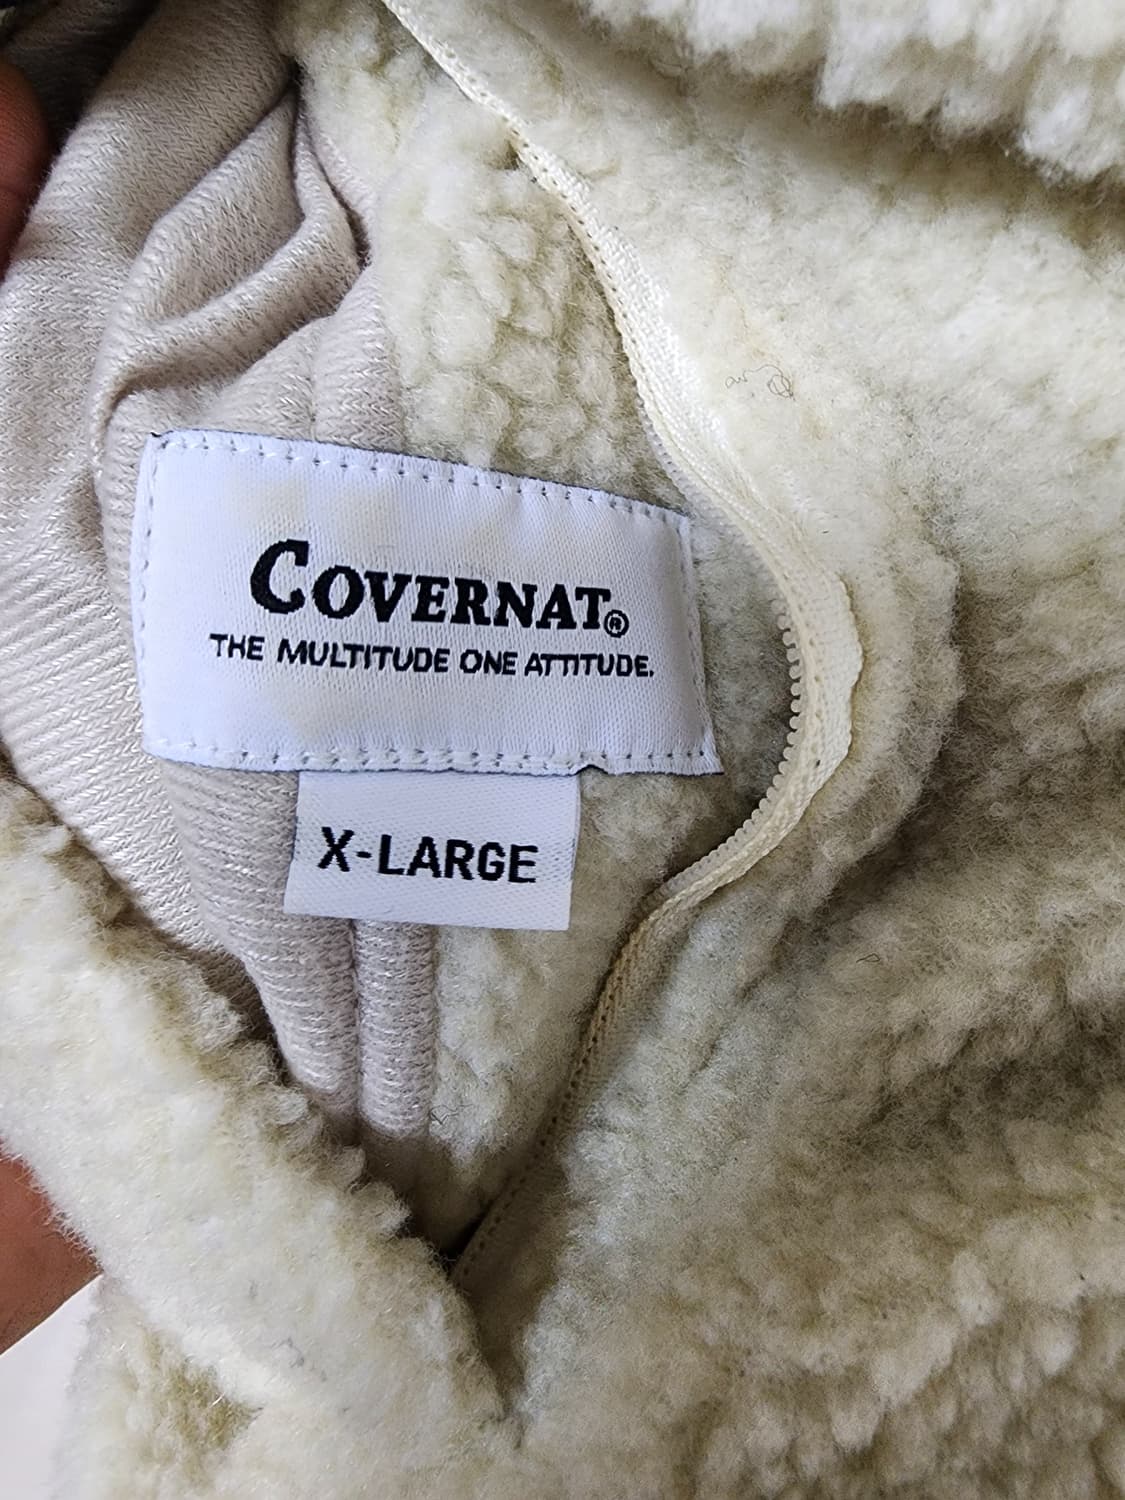 COVERNAT®
THE MULTITUDE ONE ATTITUDE.
X-LARGE